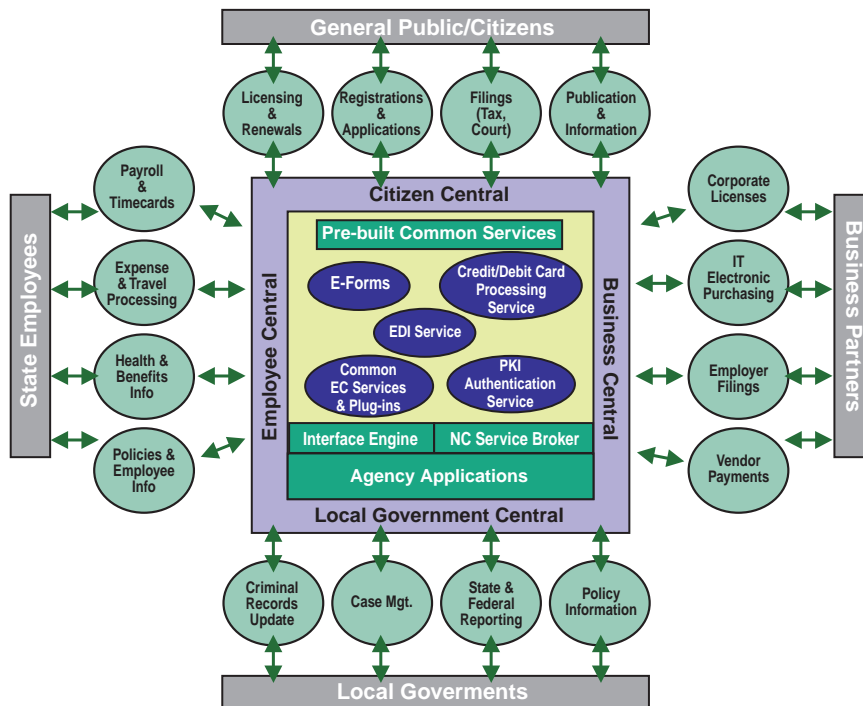 General Public/Citizens
Licensing
&
Renewals
Registrations
&
Applications
Filings
(Tax,
Court)
Publication
&
Information
State Employees
Payroll
&
Timecards
Expense
& Travel
Processing
Health &
Benefits
Info
Policies &
Employee
Info
Citizen Central
Employee Central
Pre-built Common Services
E-Forms
Credit/Debit Card
Processing
Service
EDI Service
Common
EC Services
& Plug-ins
PKI
Authentication
Service
Interface Engine
NC Service Broker
Agency Applications
Business Central
Local Government Central
Corporate
Licenses
IT
Electronic
Purchasing
Employer
Filings
Vendor
Payments
Business Partners
Criminal
Records
Update
Case Mgt.
State &
Federal
Reporting
Policy
Information
Local Goverments